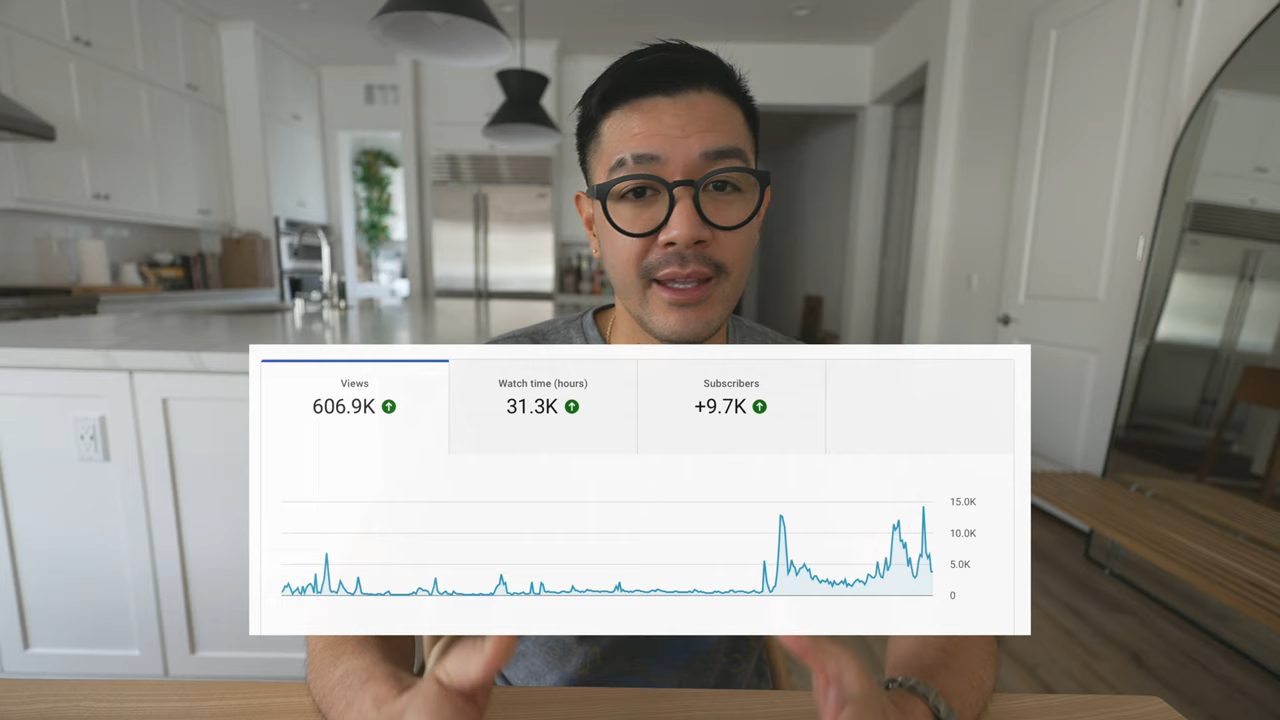 Views
606.9K
Watch time (hours)
31.3K
Subscribers
+9.7K
15.0K
10.0K
5.0K
0